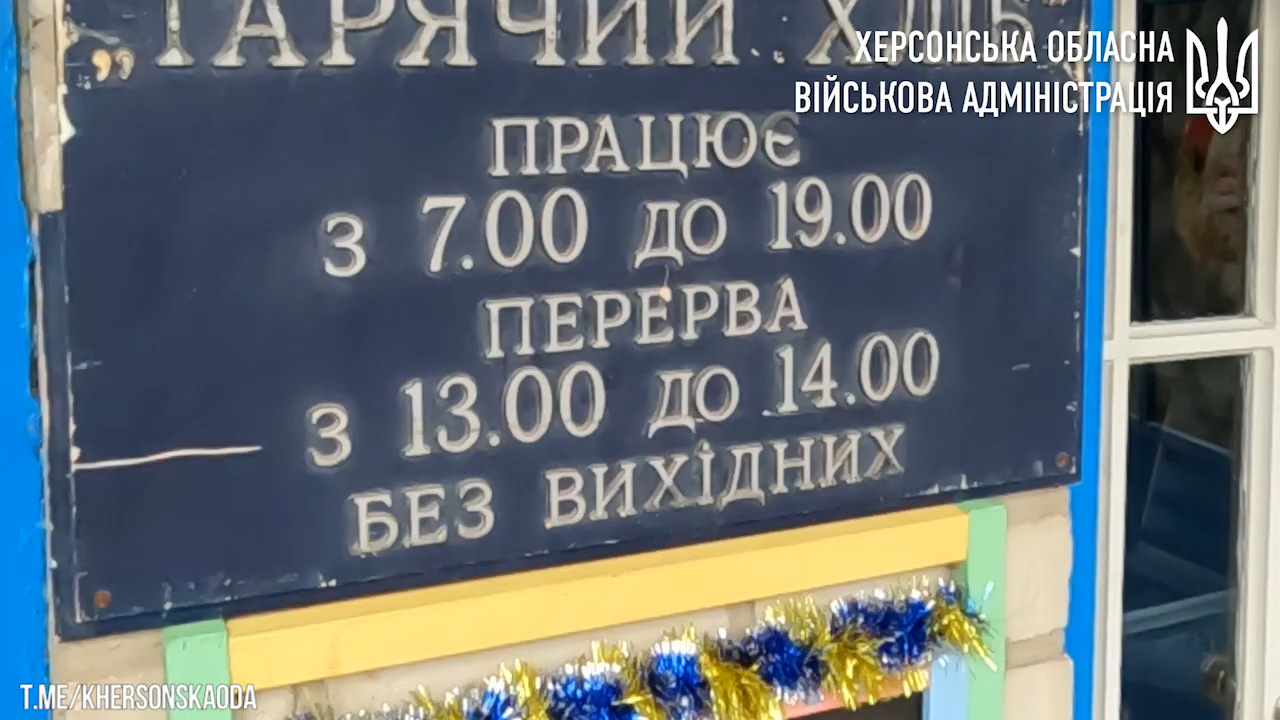 „ГАРЯЧИЙ ХЛІБ"
ХЕРСОНСЬКА ОБЛАСНА
ВІЙСЬКОВА АДМІНІСТРАЦІЯ
ПРАЦЮЄ
З 7.00 ДО 19.00
ПЕРЕРВА
З 13.00 ДО 14.00
БЕЗ ВИХІДНИХ
T.ME/KHERSONSKAODA